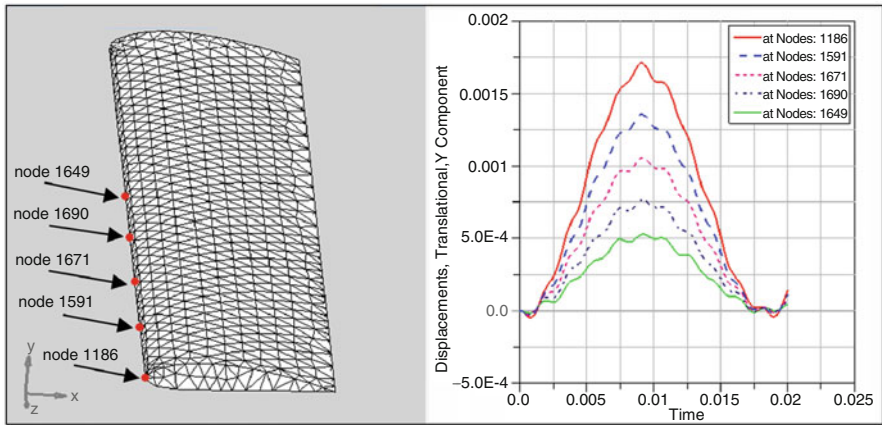 node 1649
node 1690
node 1671
node 1591
node 1186
y
x
z
Displacements, Translational,Y Component
0.002
0.0015
0.001
5.0E-4
0.0
–5.0E-4
at Nodes: 1186
at Nodes: 1591
at Nodes: 1671
at Nodes: 1690
at Nodes: 1649
0.0 0.005 0.01 0.015 0.02 0.025
Time